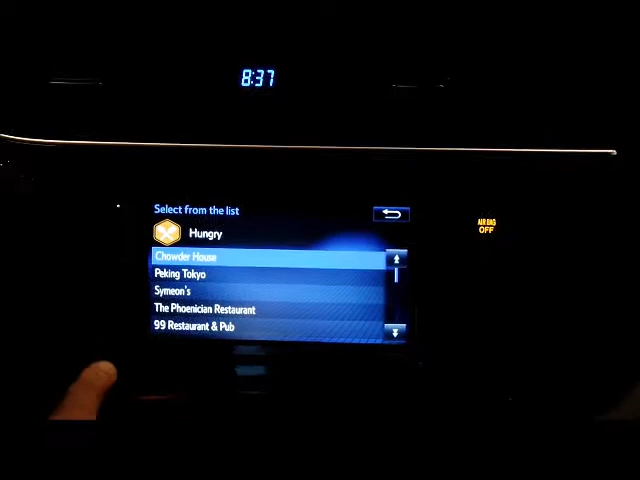 8:37
Select from the list
AIR BAG
OFF
Hungry
Chowder House
Peking Tokyo
Symeon's
The Phoenician Restaurant
99 Restaurant & Pub